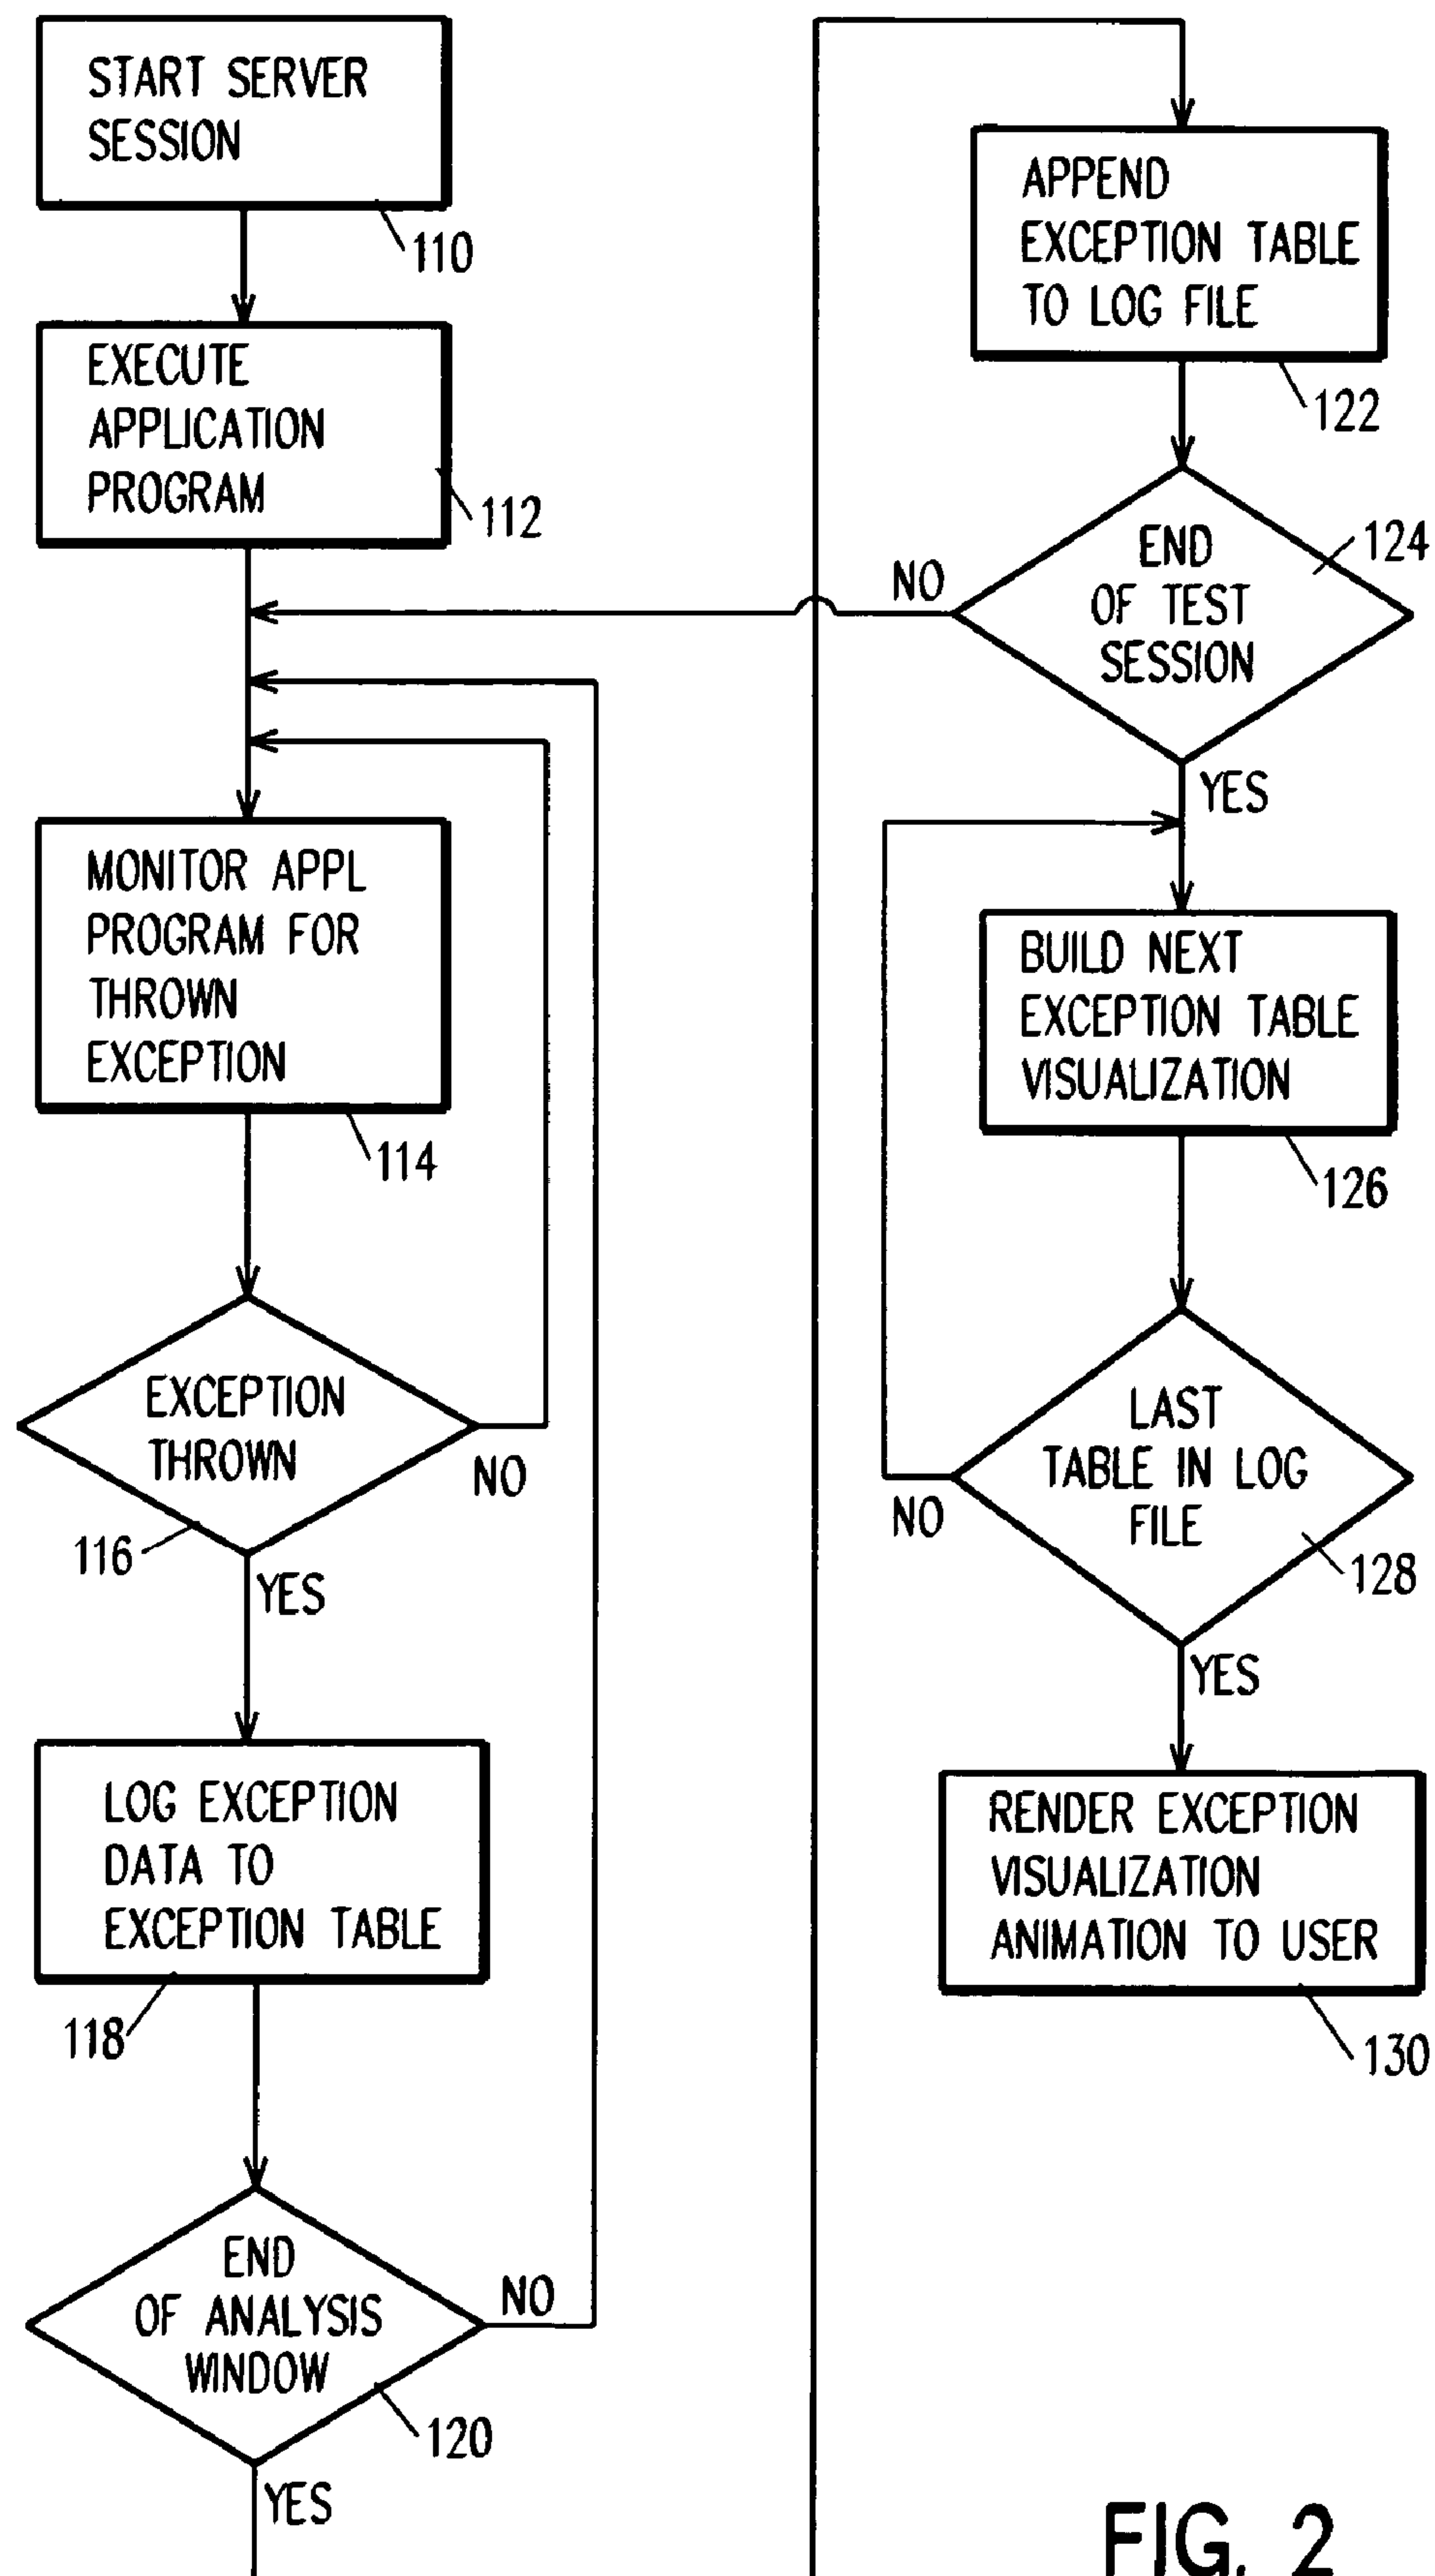 START SERVER
SESSION
110
EXECUTE
APPLICATION
PROGRAM
112
MONITOR APPL
PROGRAM FOR
THROWN
EXCEPTION
114
EXCEPTION
THROWN
NO
116
YES
LOG EXCEPTION
DATA TO
EXCEPTION TABLE
118
END
OF ANALYSIS
WINDOW
NO
120
YES
APPEND
EXCEPTION TABLE
TO LOG FILE
122
END
OF TEST
SESSION
124
NO
YES
BUILD NEXT
EXCEPTION TABLE
VISUALIZATION
126
LAST
TABLE IN LOG
FILE
NO
128
YES
RENDER EXCEPTION
VISUALIZATION
ANIMATION TO USER
130
FIG. 2